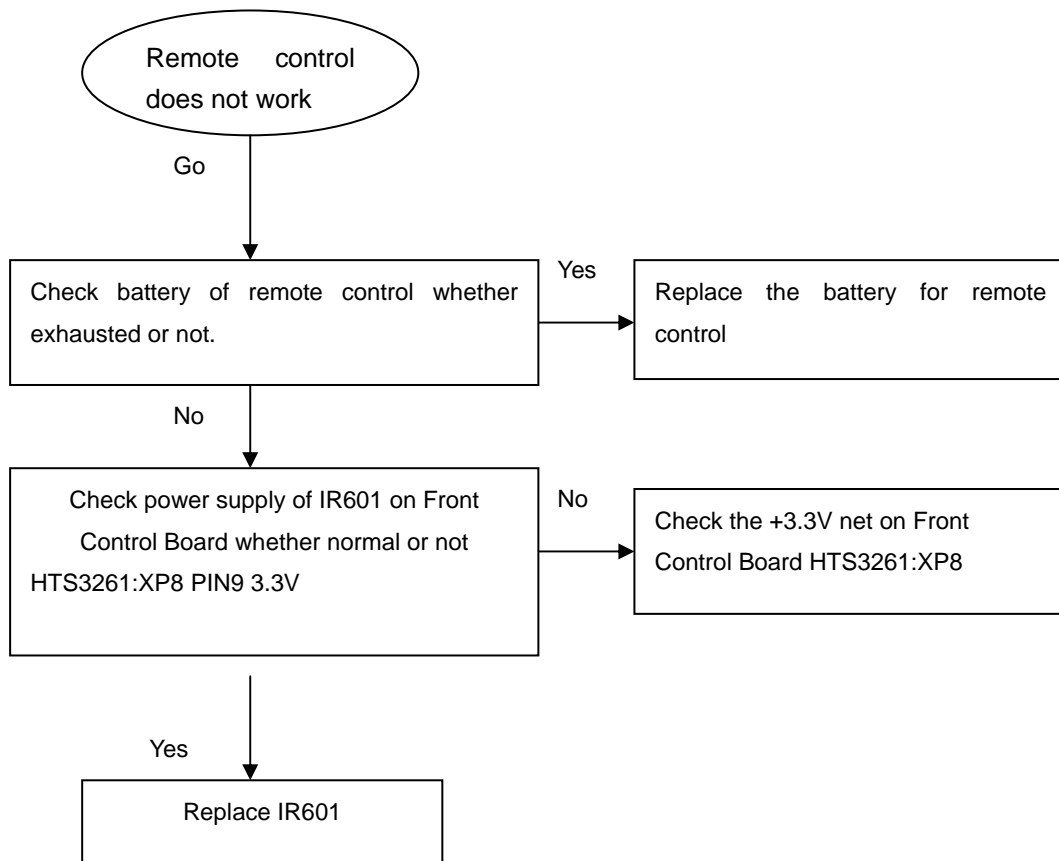 Remote control
does not work
Go
Check battery of remote control whether
exhausted or not.
Yes
Replace the battery for remote
control
No
Check power supply of IR601 on Front
Control Board whether normal or not
HTS3261:XP8 PIN9 3.3V
No
Check the +3.3V net on Front
Control Board HTS3261:XP8
Yes
Replace IR601